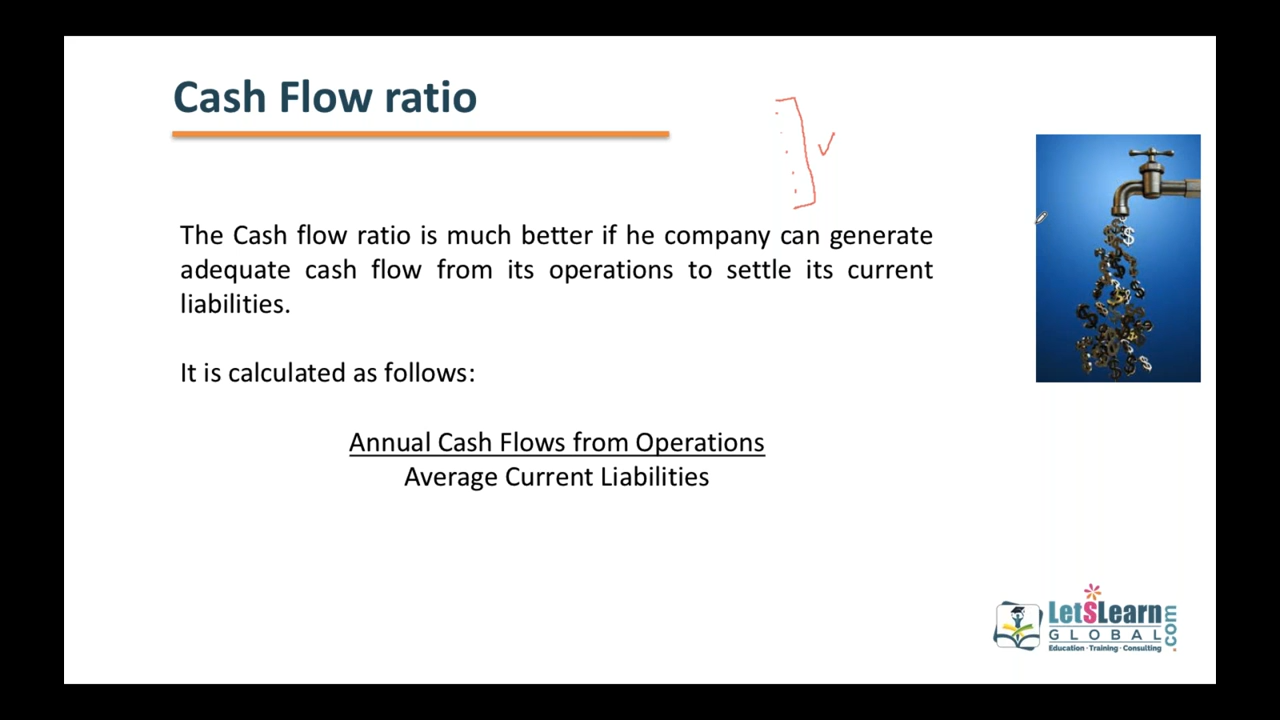 Cash Flow ratio
The Cash flow ratio is much better if he company can generate
adequate cash flow from its operations to settle its current
liabilities.
It is calculated as follows:
Annual Cash Flows from Operations
Average Current Liabilities
LetSLearn
GLOBAL
.com
Education · Training · Consulting